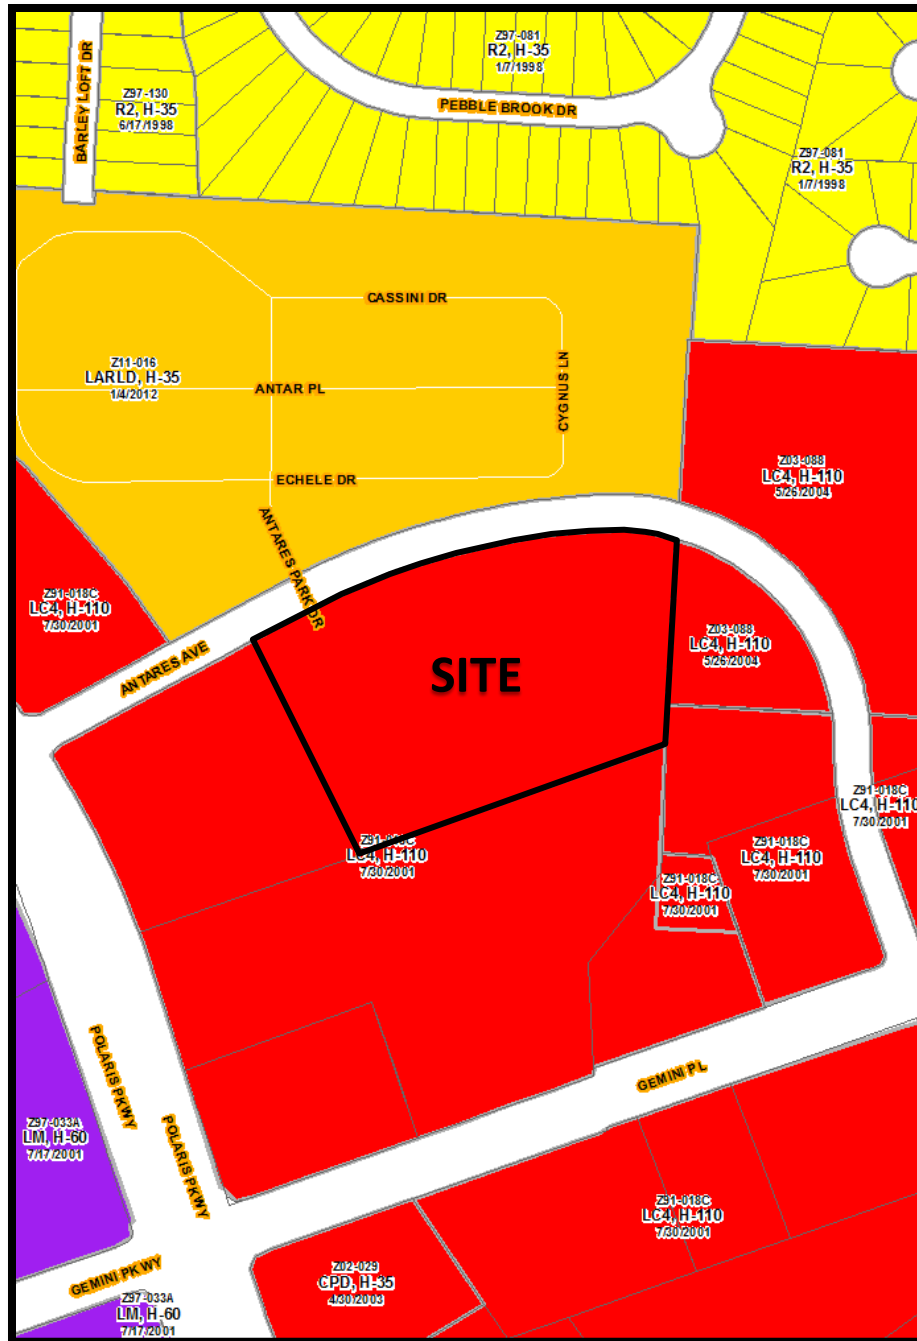 BARLEY LOFT DR
Z97-130
R2, H-35
6/17/1998
Z97-081
R2, H-35
1/7/1998
PEBBLE BROOK DR
Z97-081
R2, H-35
1/7/1998
CASSINI DR
Z11-016
LARLD, H-35
1/4/2012
ANTAR PL
CYGNUS LN
ECHELE DR
ANTARES PARK DR
Z03-088
LC4, H-110
5/26/2004
Z91-018C
LC4, H-110
7/30/2001
ANTARES AVE
SITE
Z03-088
LC4, H-110
5/26/2004
Z91-018C
LC4, H-110
7/30/2001
Z91-018C
LC4, H-110
7/30/2001
Z91-018C
LC4, H-110
7/30/2001
Z91-018C
LC4, H-110
7/30/2001
POLARIS PKWY
POLARIS PKWY
GEMINI PL
Z97-033A
LM, H-60
7/17/2001
Z91-018C
LC4, H-110
7/30/2001
GEMINI PKWY
Z02-029
CPD, H-35
4/30/2003
Z97-033A
LM, H-60
7/17/2001